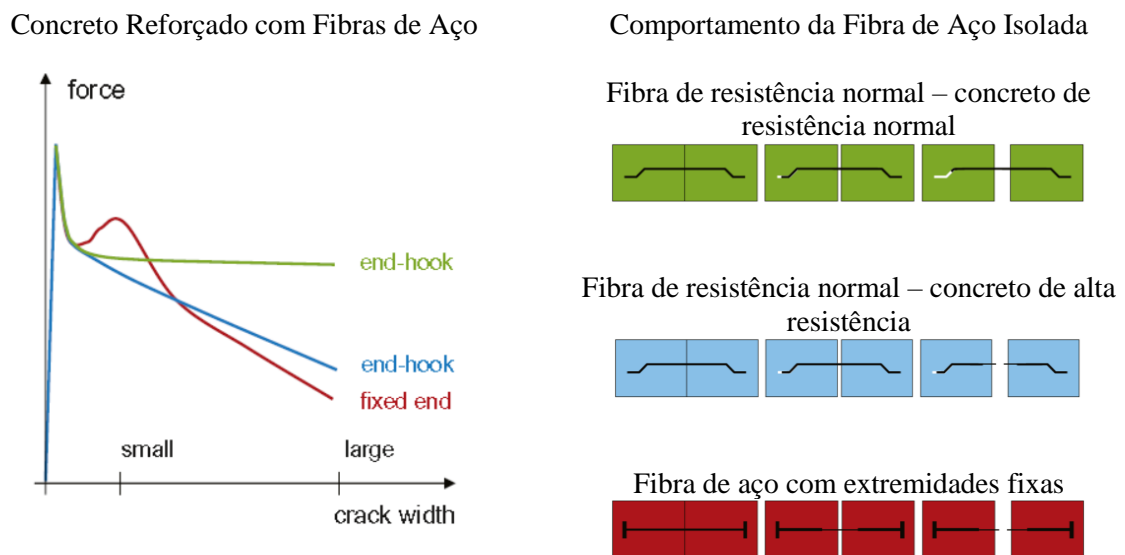 Concreto Reforçado com Fibras de Aço
force
end-hook
end-hook
fixed end
small
large
crack width
Comportamento da Fibra de Aço Isolada
Fibra de resistência normal – concreto de
resistência normal
Fibra de resistência normal – concreto de alta
resistência
Fibra de aço com extremidades fixas